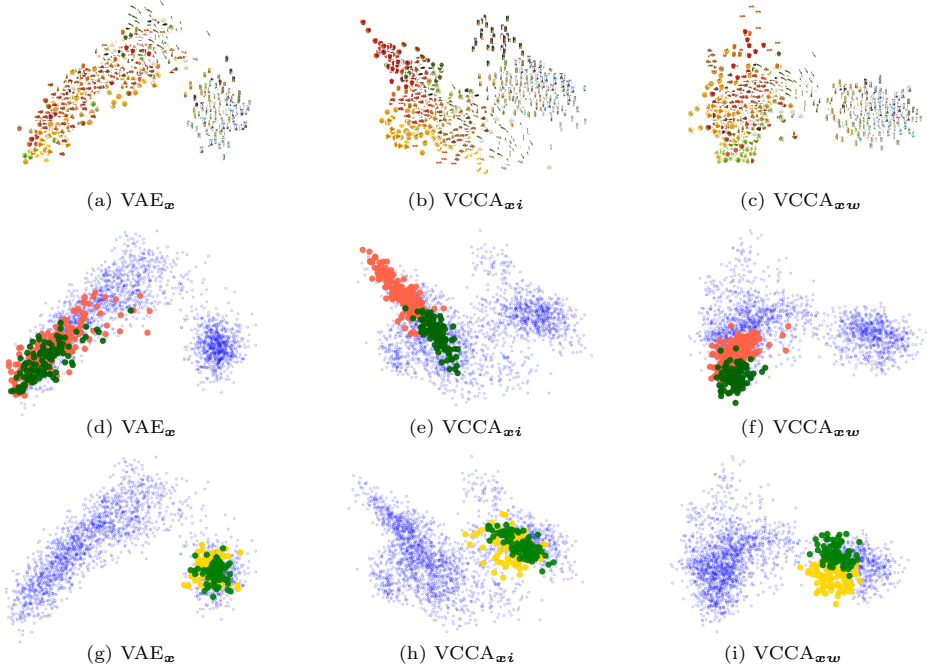 (a) VAE𝒙
(b) VCCA𝒙𝒊
(c) VCCA𝒙𝒘
(d) VAE𝒙
(e) VCCA𝒙𝒊
(f) VCCA𝒙𝒘
(g) VAE𝒙
(h) VCCA𝒙𝒊
(i) VCCA𝒙𝒘